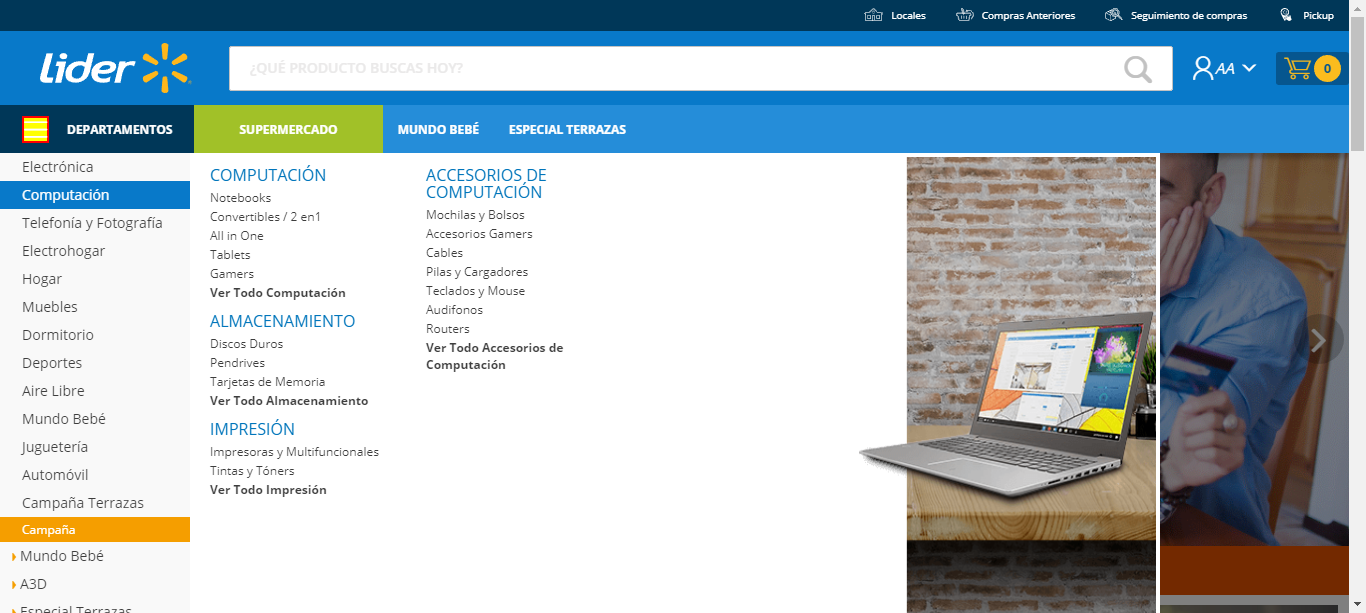 Locales
Compras Anteriores
Seguimiento de compras
Pickup
Lider
¿QUÉ PRODUCTO BUSCAS HOY?
AA
0
DEPARTAMENTOS
SUPERMERCADO
MUNDO BEBÉ
ESPECIAL TERRAZAS
Electrónica
Computación
Telefonía y Fotografía
Electrohogar
Hogar
Muebles
Dormitorio
Deportes
Aire Libre
Mundo Bebé
Juguetería
Automóvil
Campaña Terrazas
Campaña
Mundo Bebé
A3D
Especial Terrazas
COMPUTACIÓN
Notebooks
Convertibles / 2 en1
All in One
Tablets
Gamers
Ver Todo Computación
ALMACENAMIENTO
Discos Duros
Pendrives
Tarjetas de Memoria
Ver Todo Almacenamiento
IMPRESIÓN
Impresoras y Multifuncionales
Tintas y Tóners
Ver Todo Impresión
ACCESORIOS DE
COMPUTACIÓN
Mochilas y Bolsos
Accesorios Gamers
Cables
Pilas y Cargadores
Teclados y Mouse
Audifonos
Routers
Ver Todo Accesorios de
Computación